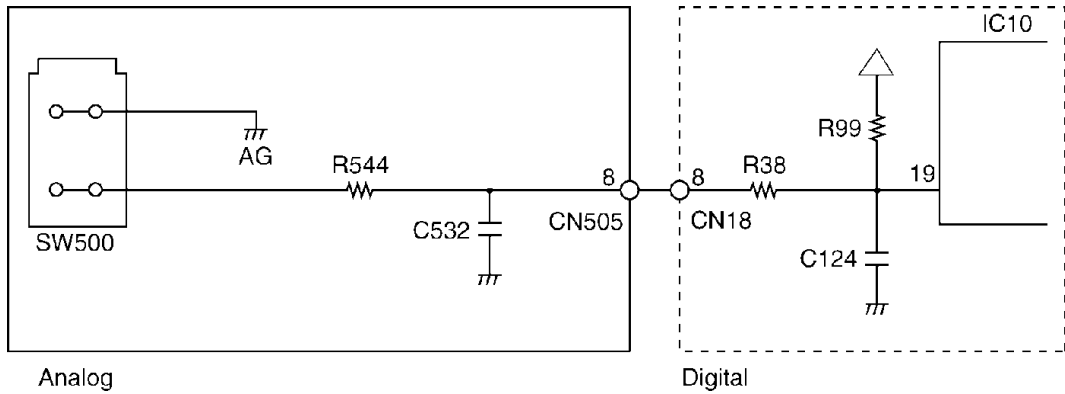 IC10
R99
AG
R544
8
8
R38
19
C532
CN505
CN18
SW500
C124
Analog
Digital